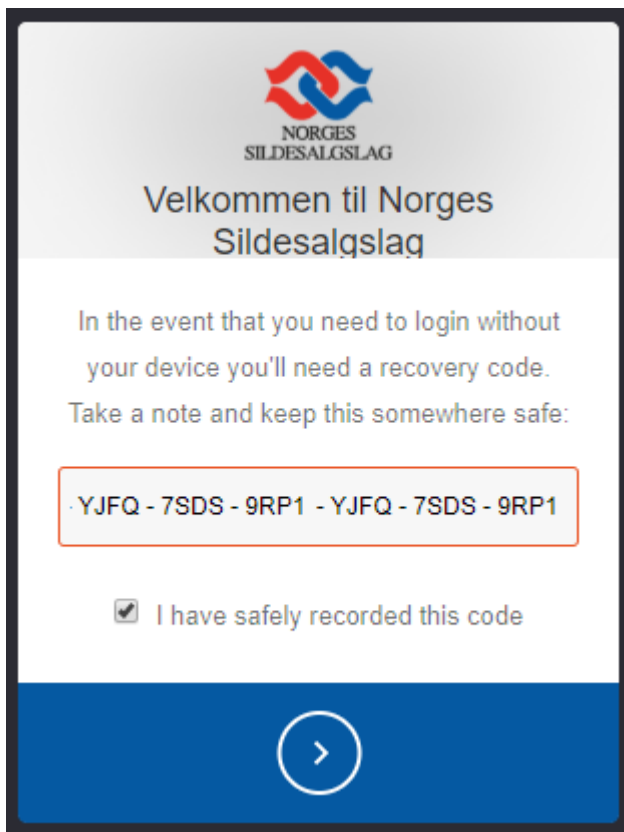 NORGES
SILDESALGSLAG
Velkommen til Norges
Sildesalgslag
In the event that you need to login without
your device you'll need a recovery code.
Take a note and keep this somewhere safe:
YJFQ - 7SDS - 9RP1 - YJFQ - 7SDS - 9RP1
I have safely recorded this code